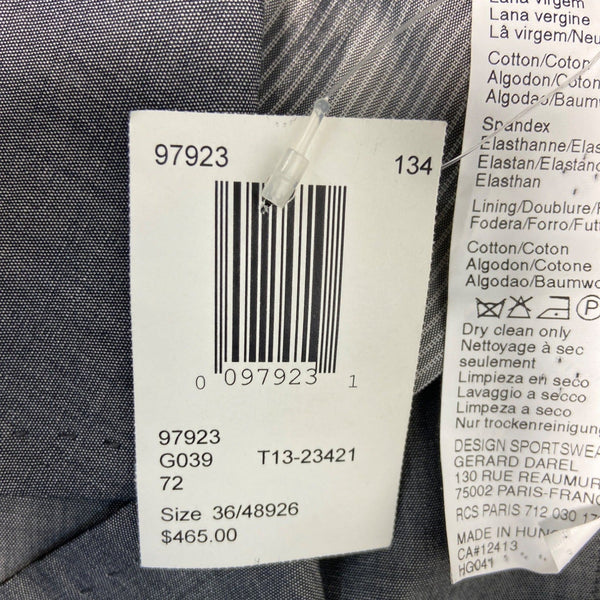 97923
134
0 097923 1
97923
G039 T13-23421
72
Size 36/48926
$465.00
Lana virgem
Lana vergine
Lã virgem/Neu
Cotton/Coton
Algodon/Coton
Algodao/Baumw
Spandex
Elasthanne/Elas
Elastan/Elastano
Elasthan
Lining/Doublure/F
Fodera/Forro/Futt
Cotton/Coton
Algodon/Cotone
Algodao/Baumwo
P
Dry clean only
Nettoyage à sec
seulement
Limpieza en seco
Lavaggio a secco
Limpeza a seco
Nur trockenreinigung
DESIGN SPORTSWEA
GERARD DAREL
130 RUE REAUMUR
75002 PARIS-FRANC
RCS PARIS 712 030 17
MADE IN HUNG
CA#12413
HG041